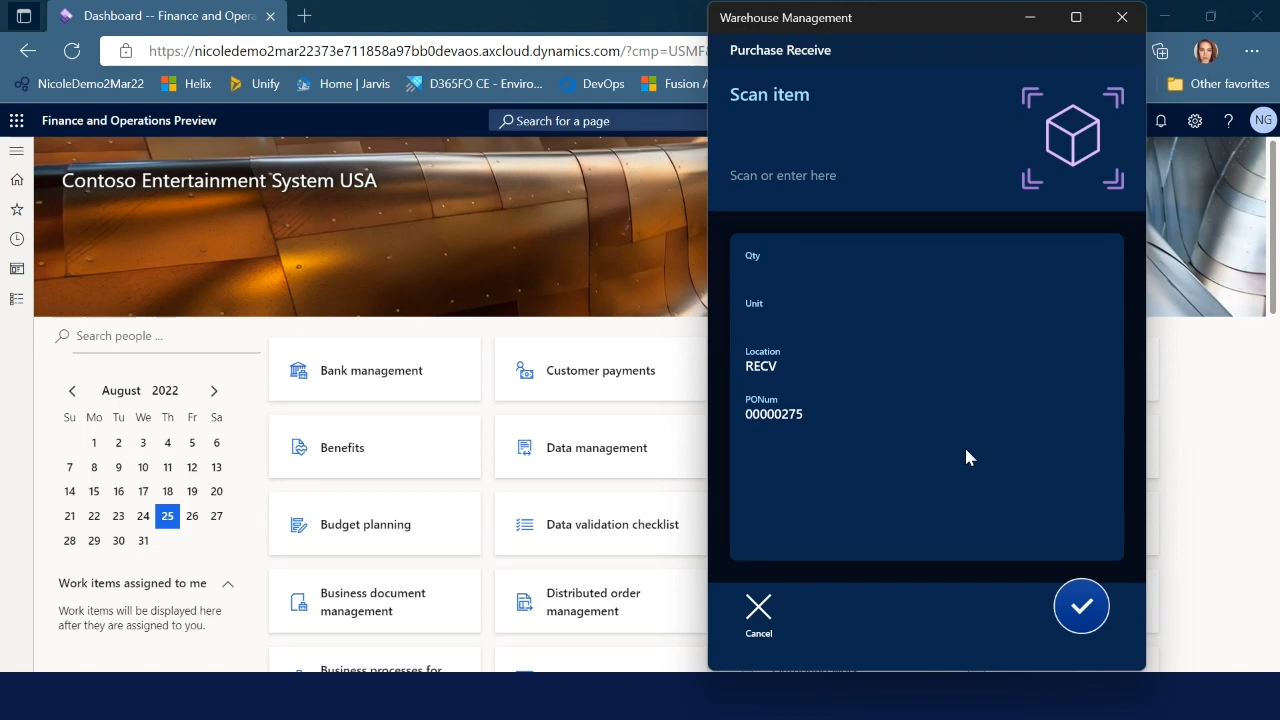 Dashboard -- Finance and Opera
https://nicoledemo2mar22373e711858a97bb0devaos.axcloud.dynamics.com/?cmp=USMF
NicoleDemo2Mar22
Helix
Unify
Home | Jarvis
D365FO CE - Enviro...
DevOps
Fusion
Other favorites
Finance and Operations Preview
Search for a page
?
NG
Contoso Entertainment System USA
Search people ...
August 2022
Su Mo Tu We Th Fr Sa
1 2 3 4 5 6
7 8 9 10 11 12 13
14 15 16 17 18 19 20
21 22 23 24 25 26 27
28 29 30 31
Work items assigned to me
Work items will be displayed here
after they are assigned to you.
Bank management
Customer payments
Benefits
Data management
Budget planning
Data validation checklist
Business document
management
Distributed order
management
Business processes for
Warehouse Management
Purchase Receive
Scan item
Scan or enter here
Qty
Unit
Location
RECV
PONum
00000275
Cancel